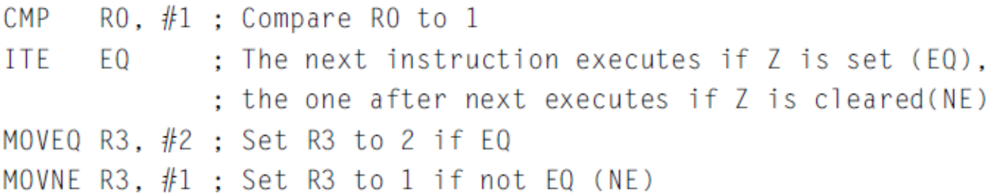 CMP R0, #1 ; Compare R0 to 1
ITE EQ ; The next instruction executes if Z is set (EQ),
; the one after next executes if Z is cleared(NE)
MOVEQ R3, #2 ; Set R3 to 2 if EQ
MOVNE R3, #1 ; Set R3 to 1 if not EQ (NE)